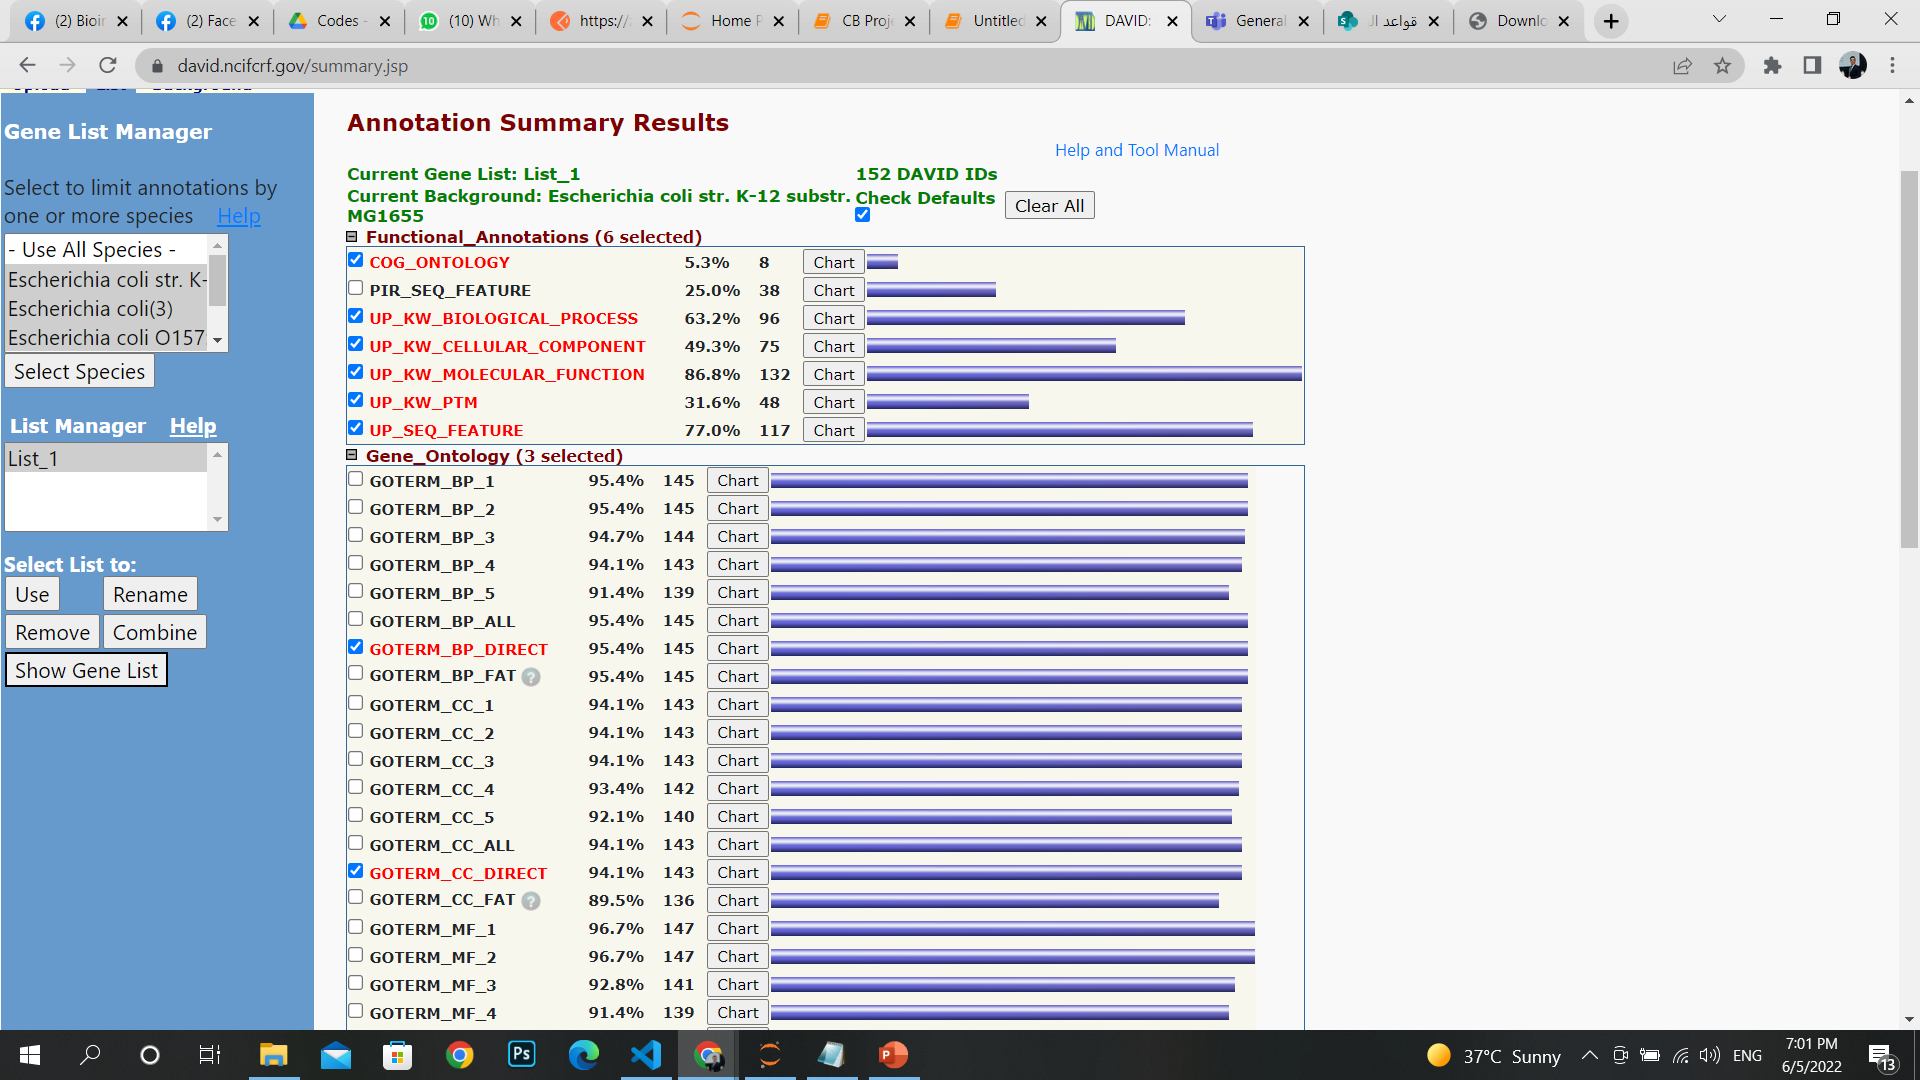 (2) Bioir
(2) Face
Codes -
(10) Wh
https://
Home P
CB Proje
Untitled
DAVID:
General
قواعد ال
Downlo
david.ncifcrf.gov/summary.jsp
Gene List Manager
Select to limit annotations by
one or more species Help
- Use All Species -
Escherichia coli str. K-
Escherichia coli(3)
Escherichia coli O157
Select Species
List Manager Help
List_1
Select List to:
Use Rename
Remove Combine
Show Gene List
Annotation Summary Results
Help and Tool Manual
Current Gene List: List_1
152 DAVID IDs
Current Background: Escherichia coli str. K-12 substr.
MG1655
Check Defaults
Clear All
Functional_Annotations (6 selected)
COG_ONTOLOGY 5.3% 8 Chart
PIR_SEQ_FEATURE 25.0% 38 Chart
UP_KW_BIOLOGICAL_PROCESS 63.2% 96 Chart
UP_KW_CELLULAR_COMPONENT 49.3% 75 Chart
UP_KW_MOLECULAR_FUNCTION 86.8% 132 Chart
UP_KW_PTM 31.6% 48 Chart
UP_SEQ_FEATURE 77.0% 117 Chart
Gene_Ontology (3 selected)
GOTERM_BP_1 95.4% 145 Chart
GOTERM_BP_2 95.4% 145 Chart
GOTERM_BP_3 94.7% 144 Chart
GOTERM_BP_4 94.1% 143 Chart
GOTERM_BP_5 91.4% 139 Chart
GOTERM_BP_ALL 95.4% 145 Chart
GOTERM_BP_DIRECT 95.4% 145 Chart
GOTERM_BP_FAT ? 95.4% 145 Chart
GOTERM_CC_1 94.1% 143 Chart
GOTERM_CC_2 94.1% 143 Chart
GOTERM_CC_3 94.1% 143 Chart
GOTERM_CC_4 93.4% 142 Chart
GOTERM_CC_5 92.1% 140 Chart
GOTERM_CC_ALL 94.1% 143 Chart
GOTERM_CC_DIRECT 94.1% 143 Chart
GOTERM_CC_FAT ? 89.5% 136 Chart
GOTERM_MF_1 96.7% 147 Chart
GOTERM_MF_2 96.7% 147 Chart
GOTERM_MF_3 92.8% 141 Chart
GOTERM_MF_4 91.4% 139 Chart
Ps
P
37°C Sunny
ENG
7:01 PM
6/5/2022
13